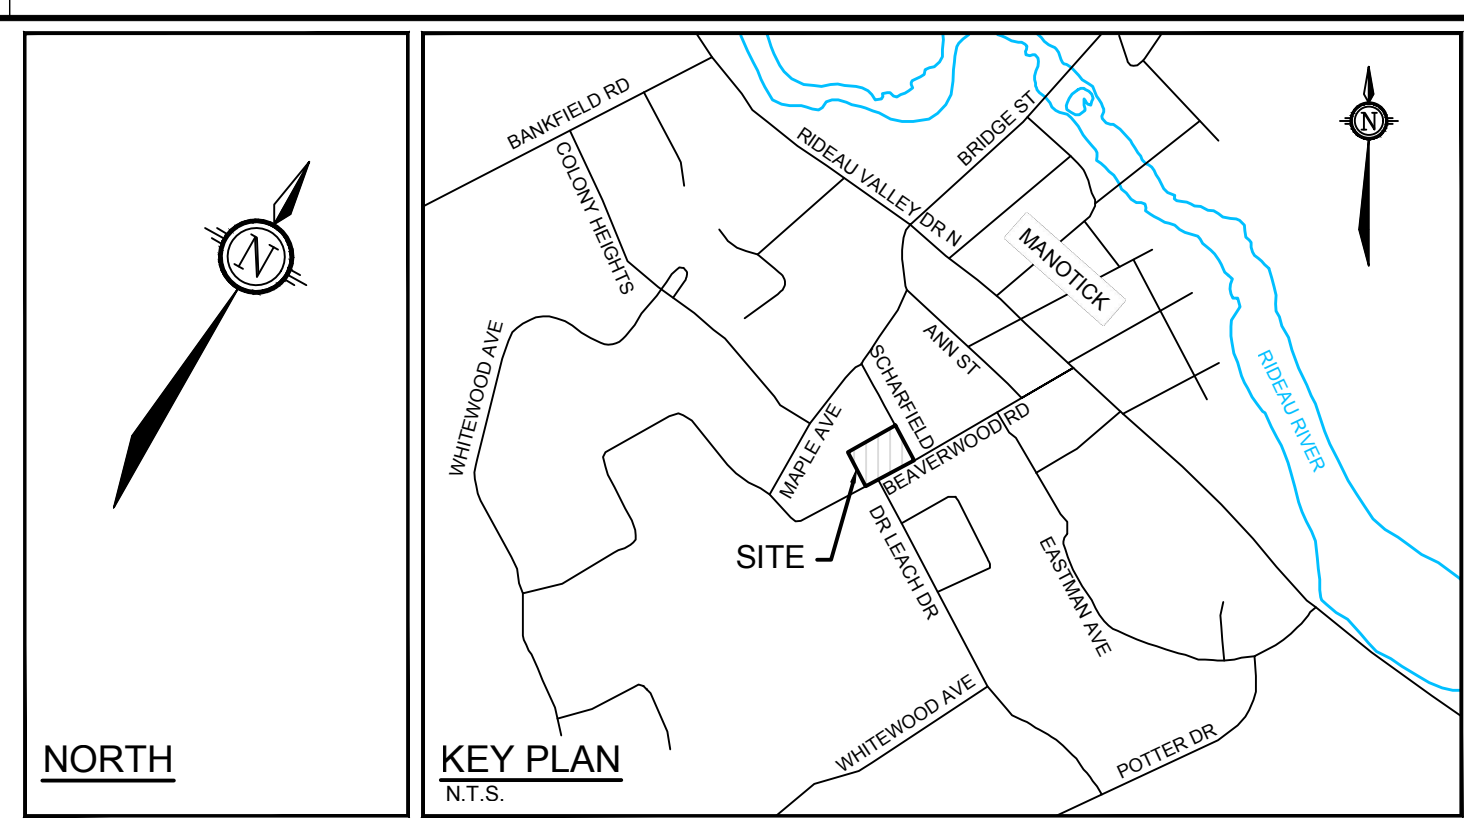 N
NORTH
BANKFIELD RD
COLONY HEIGHTS
RIDEAU VALLEY DR N
BRIDGE ST
N
MANOTICK
WHITEWOOD AVE
ANN ST
SCHARFIELD
MAPLE AVE
BEAVERWOOD RD
RIDEAU RIVER
SITE
DR LEACH DR
EASTMAN AVE
WHITEWOOD AVE
POTTER DR
KEY PLAN
N.T.S.